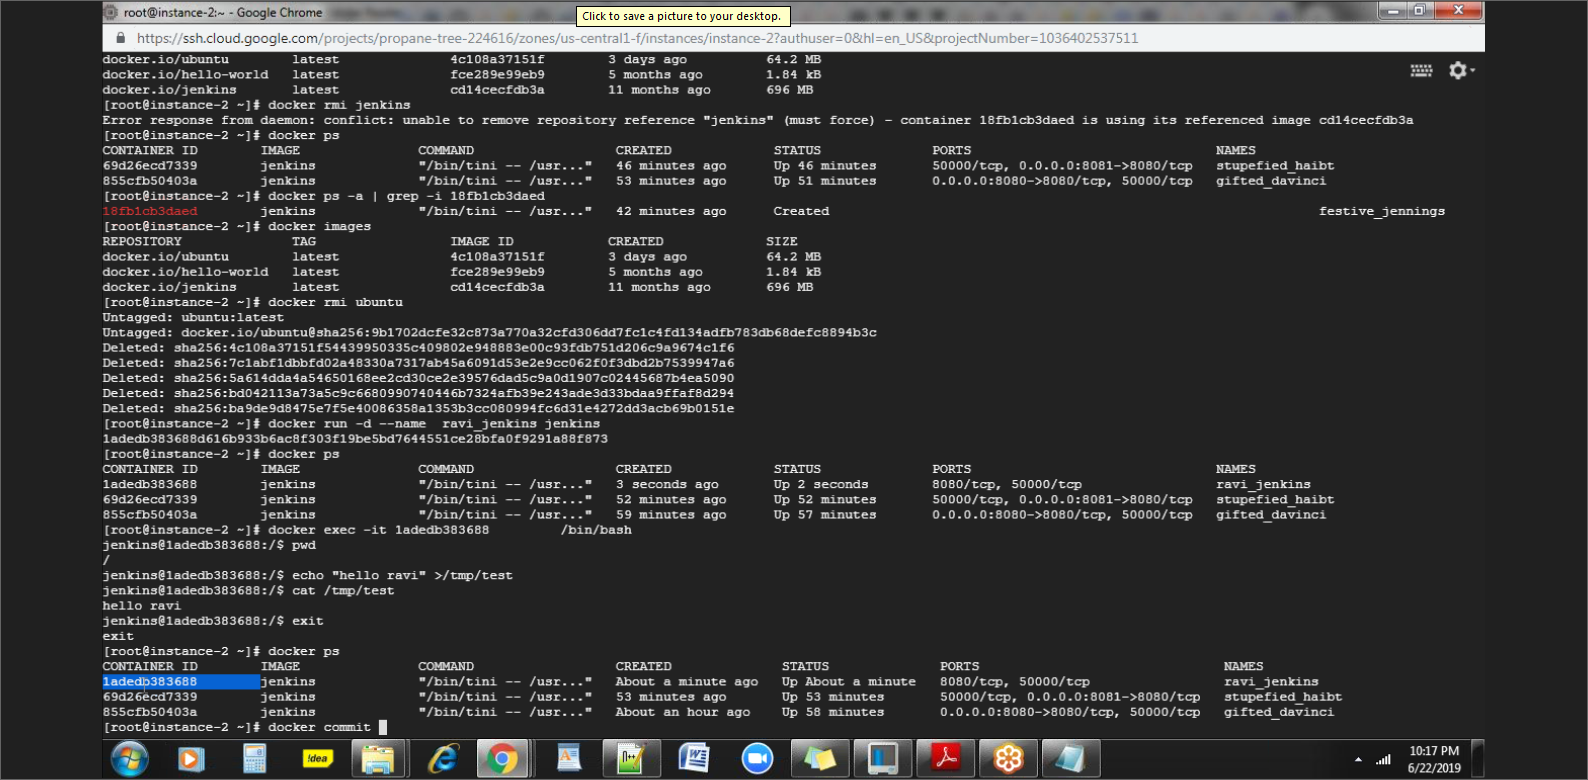 root@instance-2:~ - Google Chrome
Click to save a picture to your desktop.
https://ssh.cloud.google.com/projects/propane-tree-224616/zones/us-central1-f/instances/instance-2?authuser=0&hl=en_US&projectNumber=1036402537511
docker.io/ubuntu latest 4c108a37151f 3 days ago 64.2 MB
docker.io/hello-world latest fce289e99eb9 5 months ago 1.84 kB
docker.io/jenkins latest cd14cecfdb3a 11 months ago 696 MB
[root@instance-2 ~]# docker rmi jenkins
Error response from daemon: conflict: unable to remove repository reference "jenkins" (must force) - container 18fb1cb3daed is using its referenced image cd14cecfdb3a
[root@instance-2 ~]# docker ps
CONTAINER ID IMAGE COMMAND CREATED STATUS PORTS NAMES
69d26ecd7339 jenkins "/bin/tini -- /usr..." 46 minutes ago Up 46 minutes 50000/tcp, 0.0.0.0:8081->8080/tcp stupefied_haibt
855cfb50403a jenkins "/bin/tini -- /usr..." 53 minutes ago Up 51 minutes 0.0.0.0:8080->8080/tcp, 50000/tcp gifted_davinci
[root@instance-2 ~]# docker ps -a | grep -i 18fb1cb3daed
18fb1cb3daed jenkins "/bin/tini -- /usr..." 42 minutes ago Created festive_jennings
[root@instance-2 ~]# docker images
REPOSITORY TAG IMAGE ID CREATED SIZE
docker.io/ubuntu latest 4c108a37151f 3 days ago 64.2 MB
docker.io/hello-world latest fce289e99eb9 5 months ago 1.84 kB
docker.io/jenkins latest cd14cecfdb3a 11 months ago 696 MB
[root@instance-2 ~]# docker rmi ubuntu
Untagged: ubuntu:latest
Untagged: docker.io/ubuntu@sha256:9b1702dcfe32c873a770a32cfd306dd7fc1c4fd134adfb783db68defc8894b3c
Deleted: sha256:4c108a37151f54439950335c409802e948883e00c93fdb751d206c9a9674c1f6
Deleted: sha256:7c1abf1dbbfd02a48330a7317ab45a6091d53e2e9cc062f0f3dbd2b7539947a6
Deleted: sha256:5a614dda4a54650168ee2cd30ce2e39576dad5c9a0d1907c02445687b4ea5090
Deleted: sha256:bd042113a73a5c9c6680990740446b7324afb39e243ade3d33bdaa9ffaf8d294
Deleted: sha256:ba9de9d8475e7f5e40086358a1353b3cc080994fc6d31e4272dd3acb69b0151e
[root@instance-2 ~]# docker run -d --name ravi_jenkins jenkins
1adedb383688d616b933b6ac8f303f19be5bd7644551ce28bfa0f9291a88f873
[root@instance-2 ~]# docker ps
CONTAINER ID IMAGE COMMAND CREATED STATUS PORTS NAMES
1adedb383688 jenkins "/bin/tini -- /usr..." 3 seconds ago Up 2 seconds 8080/tcp, 50000/tcp ravi_jenkins
69d26ecd7339 jenkins "/bin/tini -- /usr..." 52 minutes ago Up 52 minutes 50000/tcp, 0.0.0.0:8081->8080/tcp stupefied_haibt
855cfb50403a jenkins "/bin/tini -- /usr..." 59 minutes ago Up 57 minutes 0.0.0.0:8080->8080/tcp, 50000/tcp gifted_davinci
[root@instance-2 ~]# docker exec -it 1adedb383688 /bin/bash
jenkins@1adedb383688:/$ pwd
/
jenkins@1adedb383688:/$ echo "hello ravi" >/tmp/test
jenkins@1adedb383688:/$ cat /tmp/test
hello ravi
jenkins@1adedb383688:/$ exit
exit
[root@instance-2 ~]# docker ps
CONTAINER ID IMAGE COMMAND CREATED STATUS PORTS NAMES
1adedb383688 jenkins "/bin/tini -- /usr..." About a minute ago Up About a minute 8080/tcp, 50000/tcp ravi_jenkins
69d26ecd7339 jenkins "/bin/tini -- /usr..." 53 minutes ago Up 53 minutes 50000/tcp, 0.0.0.0:8081->8080/tcp stupefied_haibt
855cfb50403a jenkins "/bin/tini -- /usr..." About an hour ago Up 58 minutes 0.0.0.0:8080->8080/tcp, 50000/tcp gifted_davinci
[root@instance-2 ~]# docker commit
!dea
10:17 PM
6/22/2019